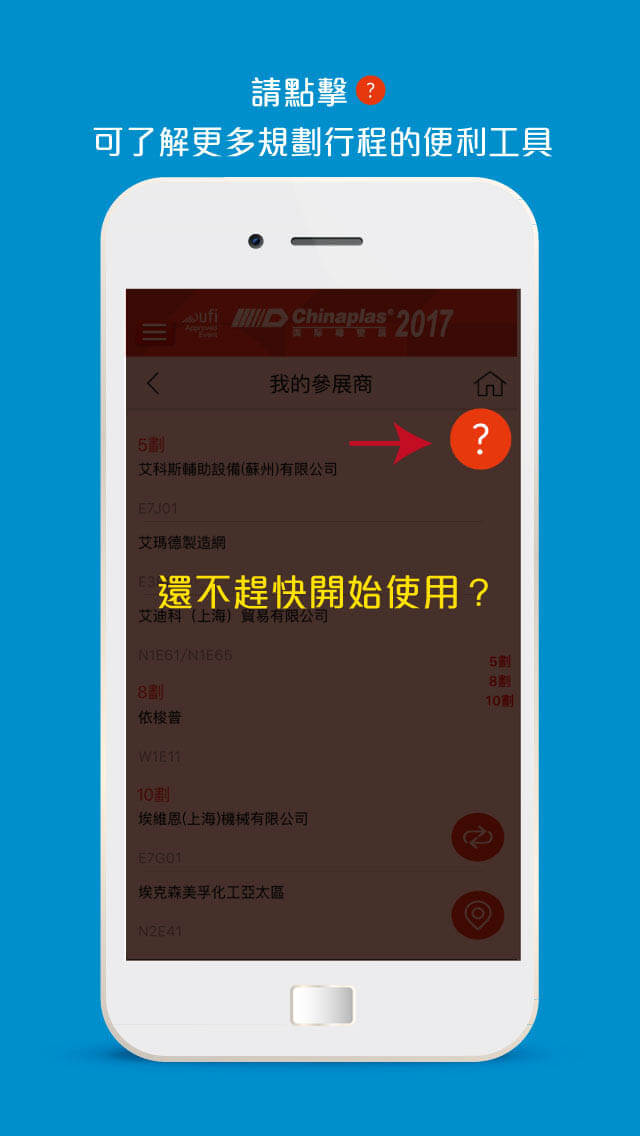 請點擊 ?
可了解更多規劃行程的便利工具
ufi
Approved
Event
Chinaplas® 2017
国际橡塑展
我的參展商
?
5劃
艾科斯輔助設備(蘇州)有限公司
E7J01
艾瑪德製造網
還不趕快開始使用？
艾迪科（上海）貿易有限公司
N1E61/N1E65
5劃
8劃
10劃
8劃
依梭普
W1E11
10劃
埃維恩(上海)機械有限公司
E7G01
埃克森美孚化工亞太區
N2E41